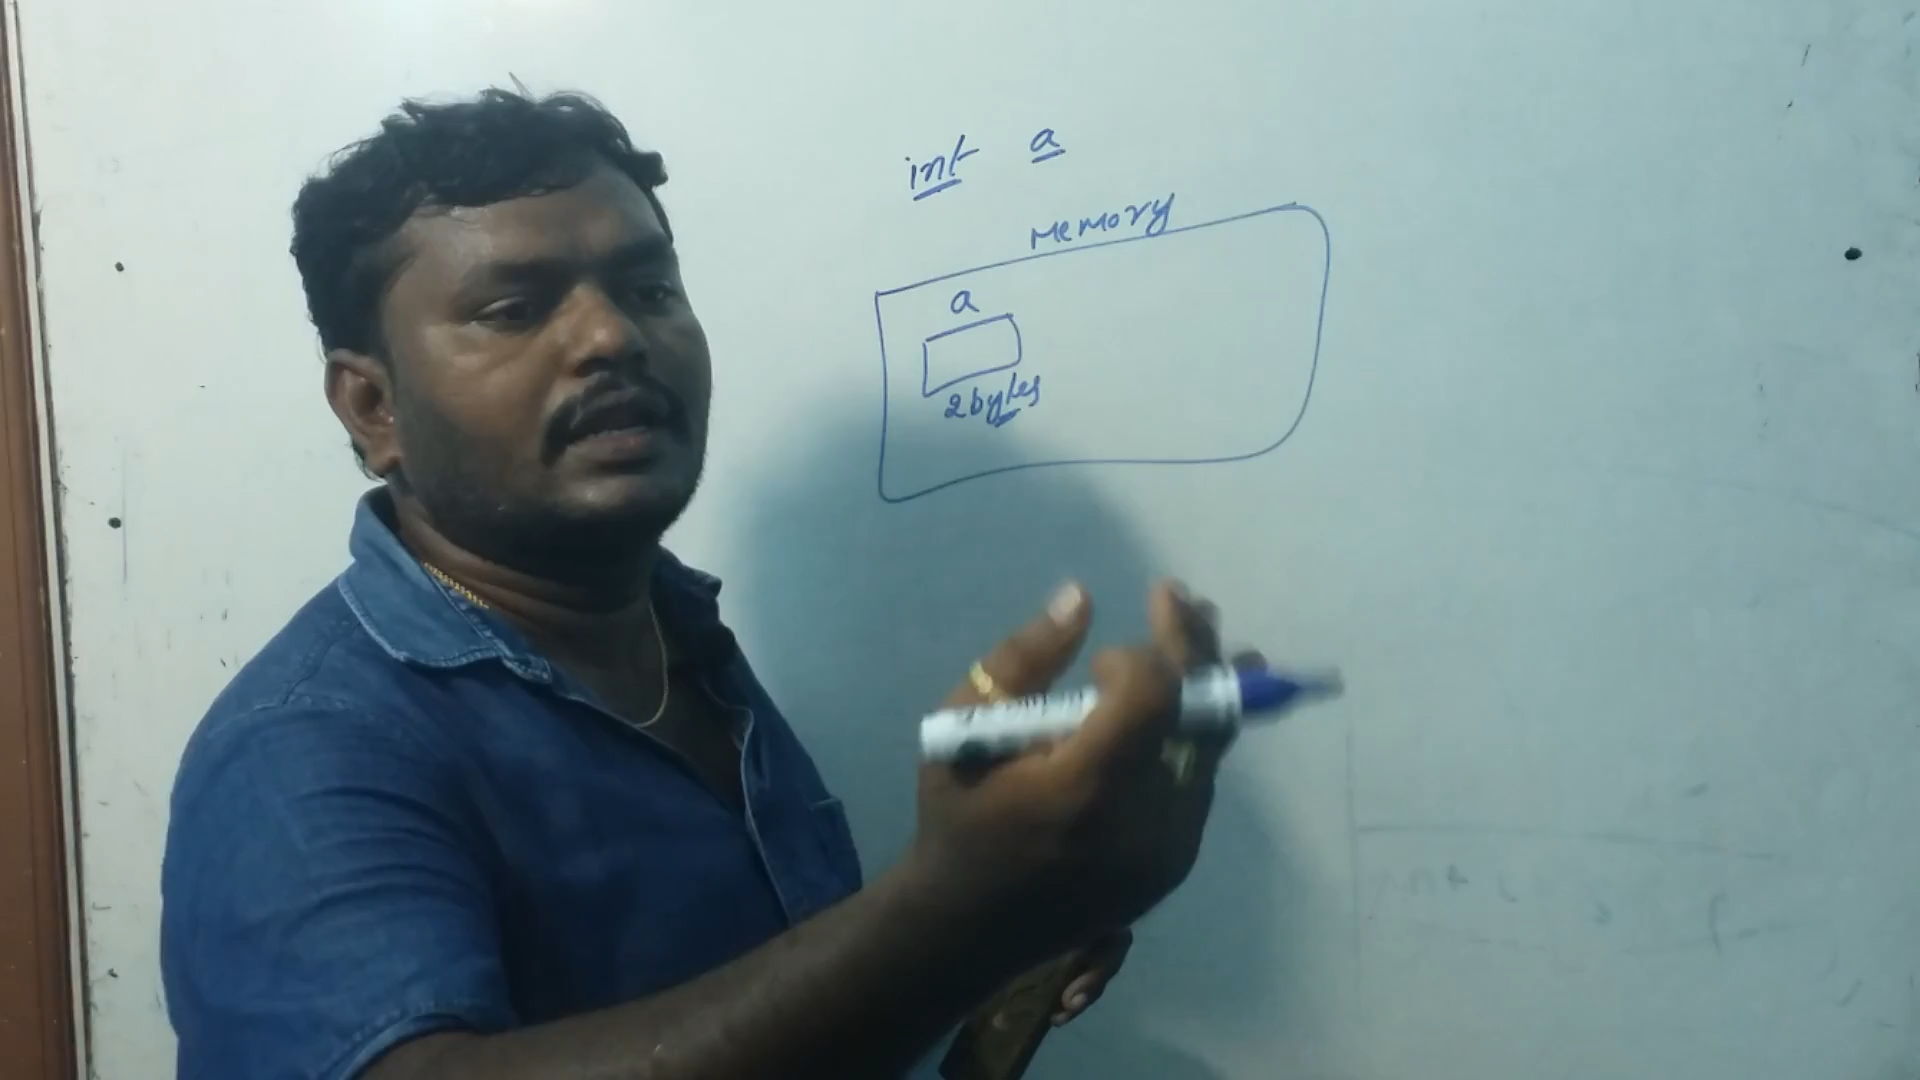 int a
Memory
a
2bytes